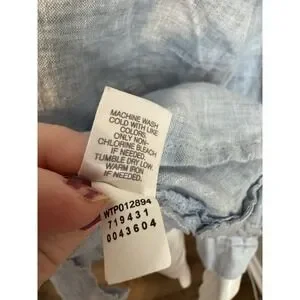 MACHINE WASH
COLD WITH LIKE
COLORS.
ONLY NON-
CHLORINE BLEACH
IF NEEDED.
TUMBLE DRY LOW.
WARM IRON
IF NEEDED.
WTP012894
719431
0043604